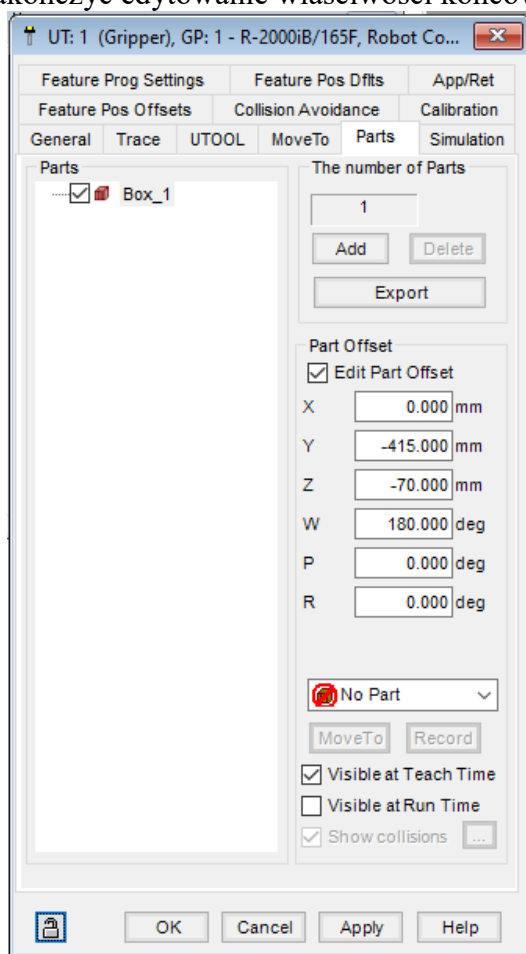 UT: 1 (Gripper), GP: 1 - R-2000iB/165F, Robot Co...
Feature Prog Settings Feature Pos Dflts App/Ret
Feature Pos Offsets Collision Avoidance Calibration
General Trace UTOOL MoveTo Parts Simulation
Parts
Box_1
The number of Parts
1
Add Delete
Export
Part Offset
Edit Part Offset
X 0.000 mm
Y -415.000 mm
Z -70.000 mm
W 180.000 deg
P 0.000 deg
R 0.000 deg
No Part
MoveTo Record
Visible at Teach Time
Visible at Run Time
Show collisions ...
OK Cancel Apply Help